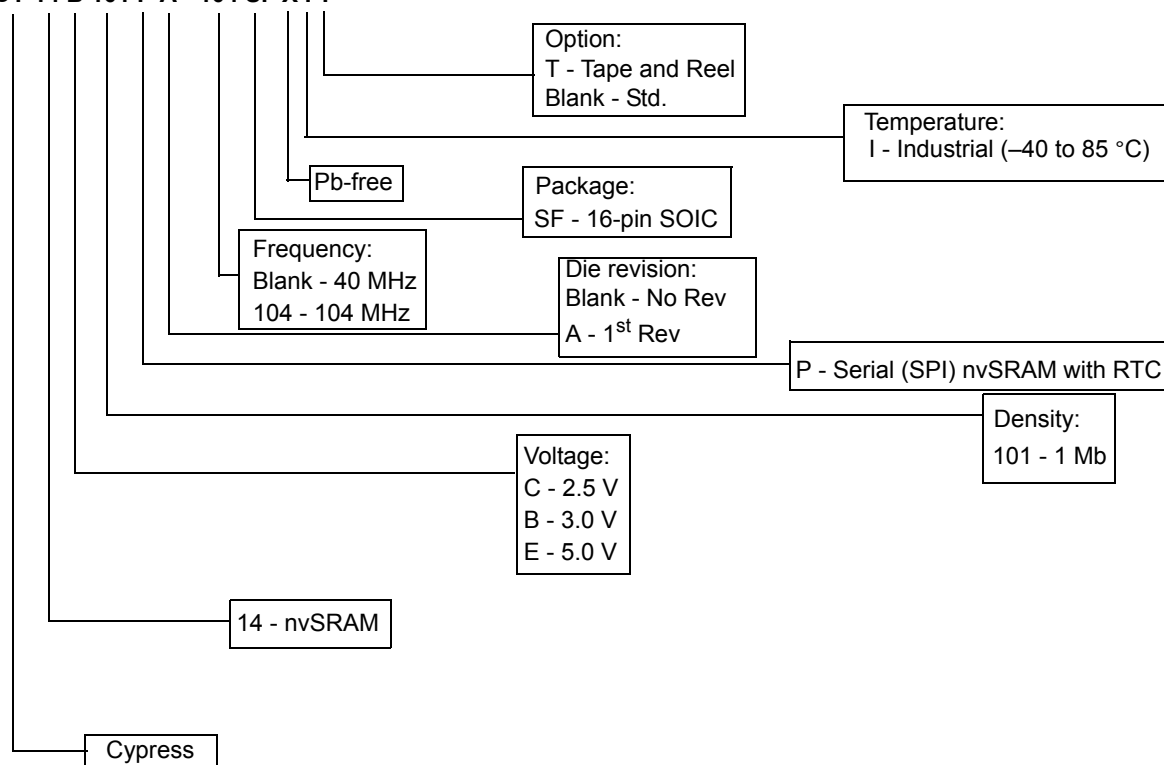 Option:
T - Tape and Reel
Blank - Std.
Temperature:
I - Industrial (–40 to 85 °C)
Pb-free
Package:
SF - 16-pin SOIC
Frequency:
Blank - 40 MHz
104 - 104 MHz
Die revision:
Blank - No Rev
A - 1st Rev
P - Serial (SPI) nvSRAM with RTC
Density:
101 - 1 Mb
Voltage:
C - 2.5 V
B - 3.0 V
E - 5.0 V
14 - nvSRAM
Cypress